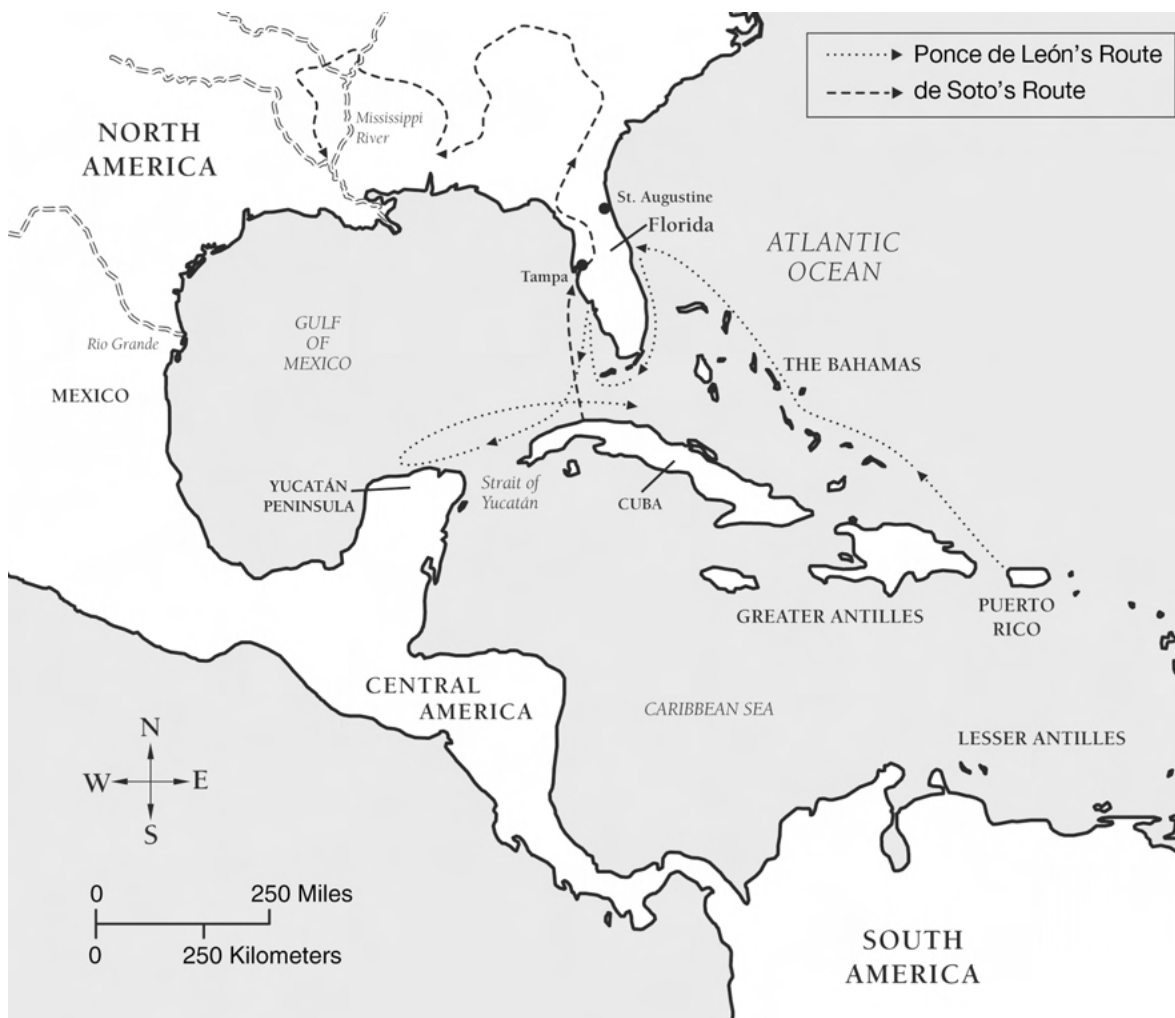 Ponce de León's Route
de Soto's Route
Mississippi
River
NORTH
AMERICA
St. Augustine
Florida
ATLANTIC
OCEAN
Tampa
GULF
OF
MEXICO
Rio Grande
THE BAHAMAS
MEXICO
YUCATÁN
PENINSULA
Strait of
Yucatán
CUBA
GREATER ANTILLES
PUERTO
RICO
CENTRAL
AMERICA
CARIBBEAN SEA
LESSER ANTILLES
N
W E
S
0 250 Miles
0 250 Kilometers
SOUTH
AMERICA